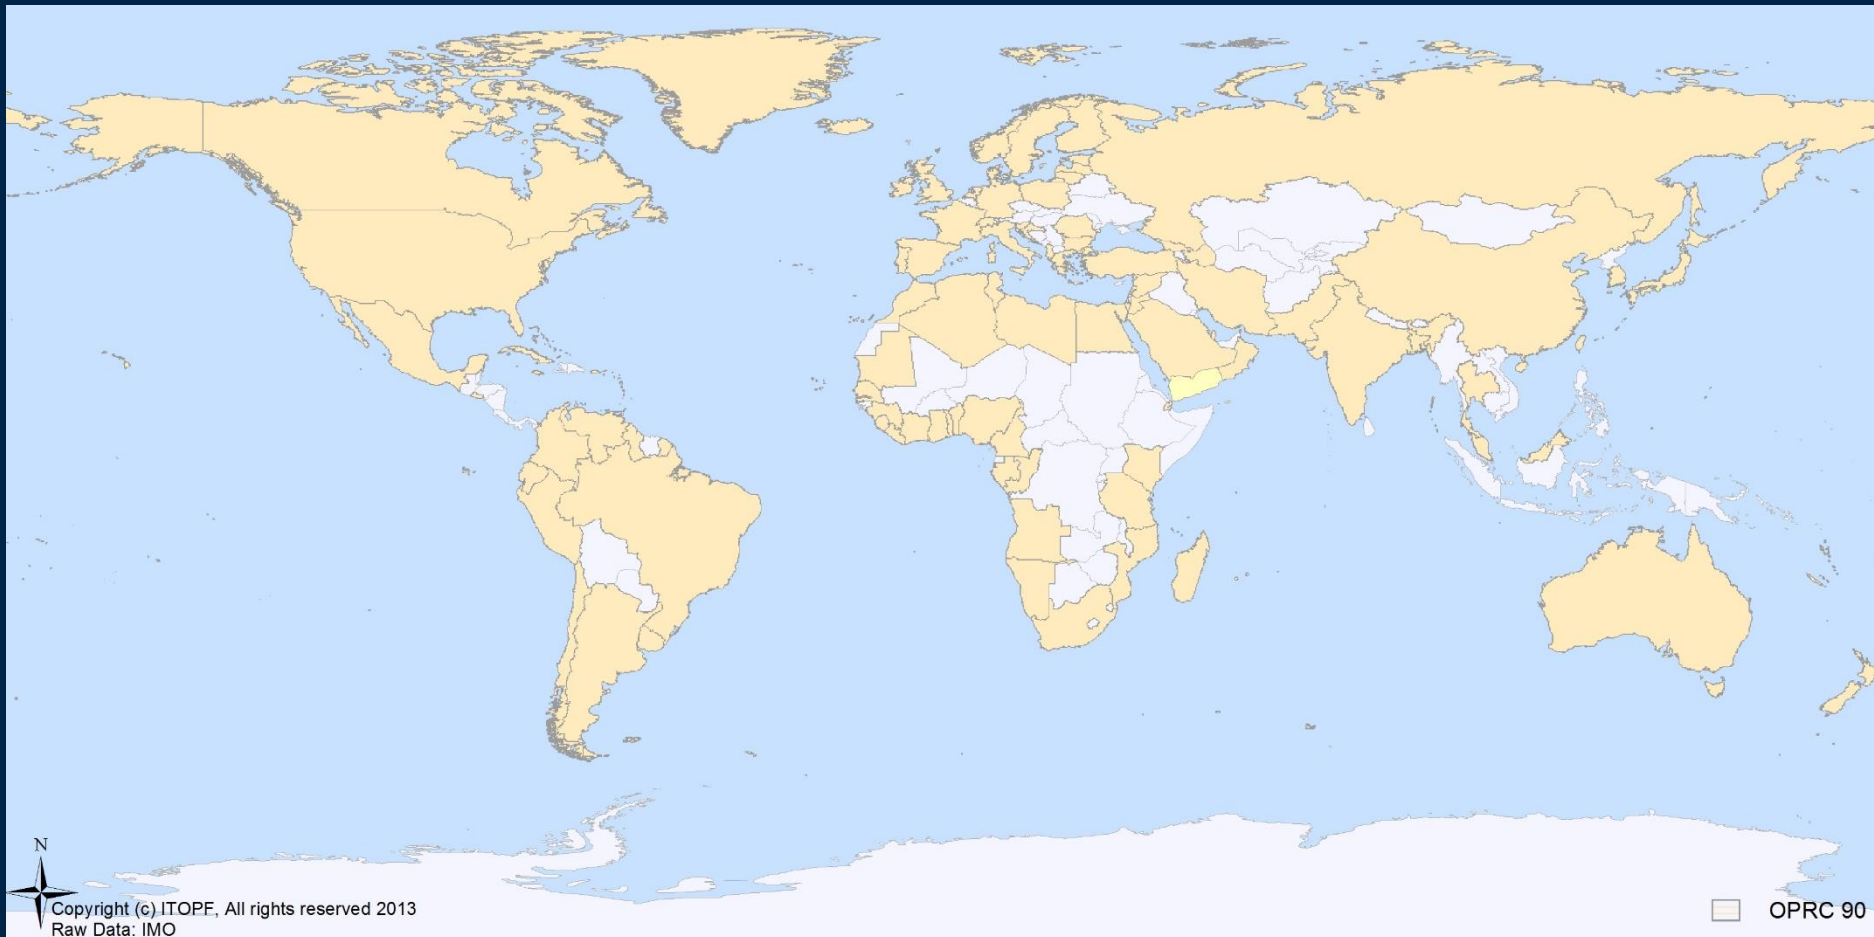 N
Copyright (c) ITOPF, All rights reserved 2013
Raw Data: IMO
OPRC 90